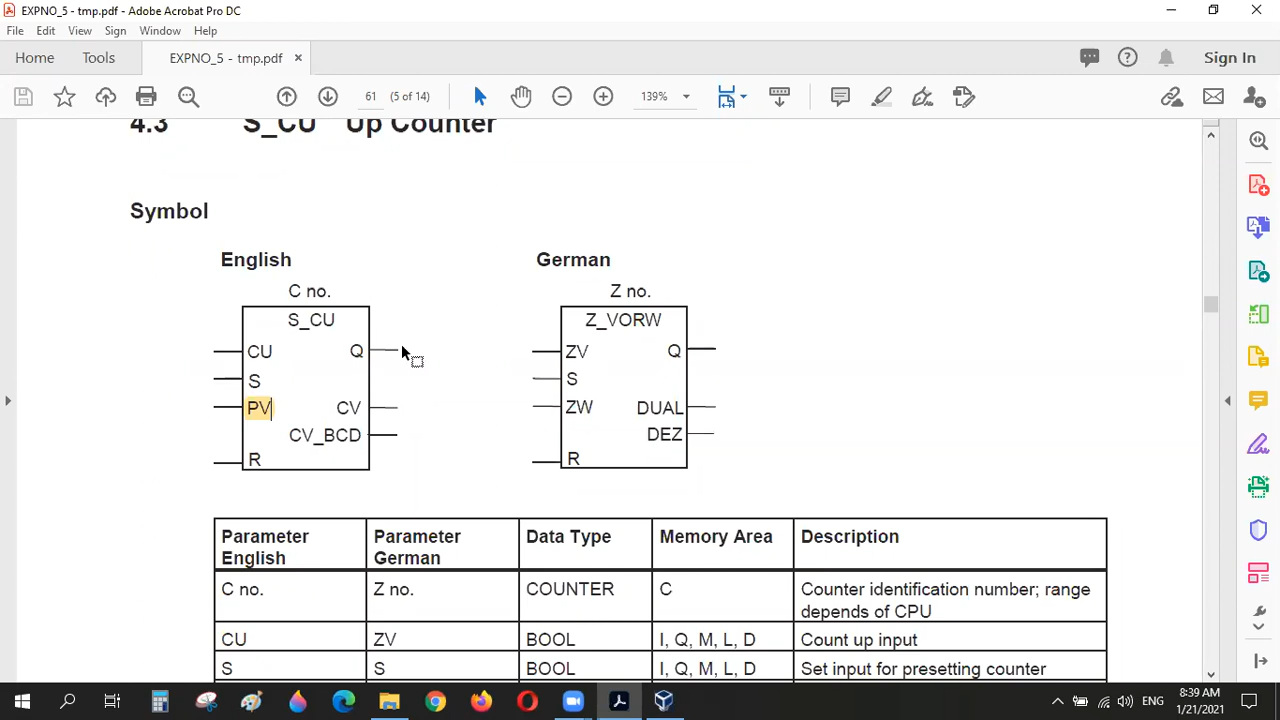 EXPNO_5 - tmp.pdf - Adobe Acrobat Pro DC
File Edit View Sign Window Help
Home Tools EXPNO_5 - tmp.pdf × Sign In
61 (5 of 14) 139%
4.3 S_CU Up Counter
Symbol
English German
C no. Z no.
S_CU Z_VORW
CU Q ZV Q
S S
PV CV ZW DUAL
CV_BCD DEZ
R R
Parameter English Parameter German Data Type Memory Area Description
C no. Z no. COUNTER C Counter identification number; range
depends of CPU
CU ZV BOOL I, Q, M, L, D Count up input
S S BOOL I, Q, M, L, D Set input for presetting counter
ENG 8:39 AM
1/21/2021